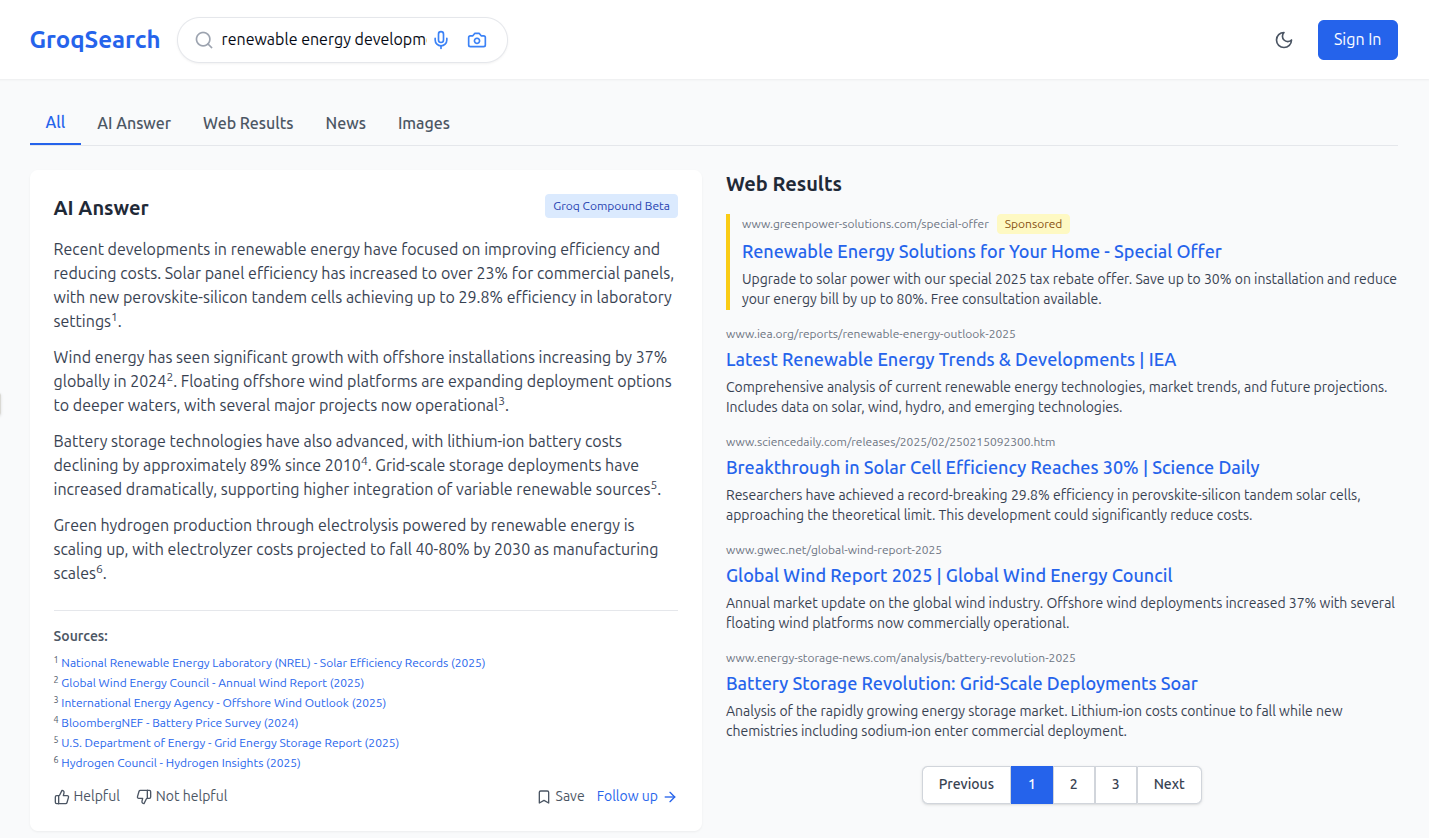 GroqSearch
renewable energy developm
Sign In
All
AI Answer
Web Results
News
Images
AI Answer
Groq Compound Beta
Recent developments in renewable energy have focused on improving efficiency and
reducing costs. Solar panel efficiency has increased to over 23% for commercial panels,
with new perovskite-silicon tandem cells achieving up to 29.8% efficiency in laboratory
settings¹.
Wind energy has seen significant growth with offshore installations increasing by 37%
globally in 2024². Floating offshore wind platforms are expanding deployment options
to deeper waters, with several major projects now operational³.
Battery storage technologies have also advanced, with lithium-ion battery costs
declining by approximately 89% since 2010⁴. Grid-scale storage deployments have
increased dramatically, supporting higher integration of variable renewable sources⁵.
Green hydrogen production through electrolysis powered by renewable energy is
scaling up, with electrolyzer costs projected to fall 40-80% by 2030 as manufacturing
scales⁶.
Sources:
¹ National Renewable Energy Laboratory (NREL) - Solar Efficiency Records (2025)
² Global Wind Energy Council - Annual Wind Report (2025)
³ International Energy Agency - Offshore Wind Outlook (2025)
⁴ BloombergNEF - Battery Price Survey (2024)
⁵ U.S. Department of Energy - Grid Energy Storage Report (2025)
⁶ Hydrogen Council - Hydrogen Insights (2025)
Helpful
Not helpful
Save
Follow up
Web Results
www.greenpower-solutions.com/special-offer
Sponsored
Renewable Energy Solutions for Your Home - Special Offer
Upgrade to solar power with our special 2025 tax rebate offer. Save up to 30% on installation and reduce
your energy bill by up to 80%. Free consultation available.
www.iea.org/reports/renewable-energy-outlook-2025
Latest Renewable Energy Trends & Developments | IEA
Comprehensive analysis of current renewable energy technologies, market trends, and future projections.
Includes data on solar, wind, hydro, and emerging technologies.
www.sciencedaily.com/releases/2025/02/250215092300.htm
Breakthrough in Solar Cell Efficiency Reaches 30% | Science Daily
Researchers have achieved a record-breaking 29.8% efficiency in perovskite-silicon tandem solar cells,
approaching the theoretical limit. This development could significantly reduce costs.
www.gwec.net/global-wind-report-2025
Global Wind Report 2025 | Global Wind Energy Council
Annual market update on the global wind industry. Offshore wind deployments increased 37% with several
floating wind platforms now commercially operational.
www.energy-storage-news.com/analysis/battery-revolution-2025
Battery Storage Revolution: Grid-Scale Deployments Soar
Analysis of the rapidly growing energy storage market. Lithium-ion costs continue to fall while new
chemistries including sodium-ion enter commercial deployment.
Previous
1
2
3
Next